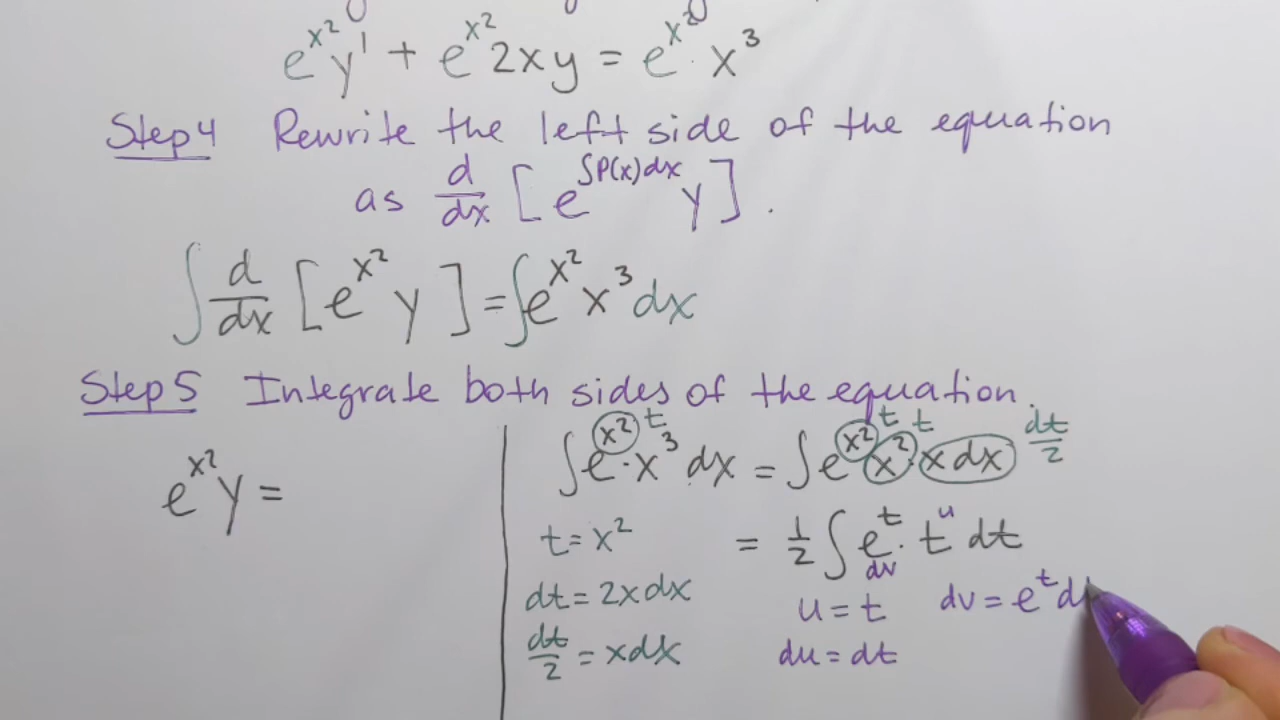 e^{x²} y' + e^{x²} 2xy = e^{x²} · x³
Step 4 Rewrite the left side of the equation
as d/dx [ e^{∫P(x)dx} y ] .
∫ d/dx [ e^{x²} y ] = ∫ e^{x²} x³ dx
Step 5 Integrate both sides of the equation.
t t t dt/2
∫ e^{x²} · x³ dx = ∫ e^{x²} x² · x dx
e^{x²} y =
t = x²
= 1/2 ∫ e^t · t dt
u
dv
dt = 2x dx
u = t dv = e^t d
dt/2 = x dx
du = dt